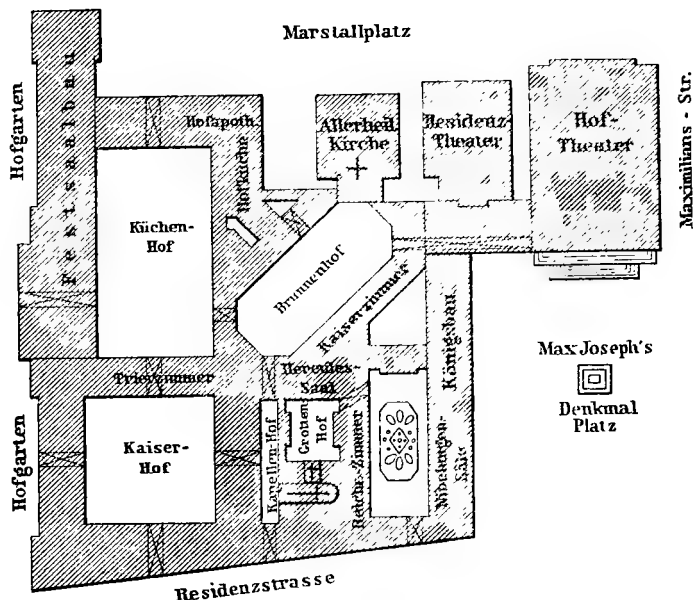 Marstallplatz
Hofgarten
Festsaalbau
Hofapoth.
Hofküche
Allerheil.
Kirche
Residenz-
Theater
Hof-
Theater
Maximilians-Str.
Küchen-
Hof
Brunnenhof
Kaiserzimmer
Königsbau
Max Joseph's
Denkmal
Platz
Trierzimmer
Hercules-
Saal
Hofgarten
Kaiser-
Hof
Kapellen-Hof
Grotten
Hof
Reiche-Zimmer
Nibelungen-
Säle
Residenzstrasse